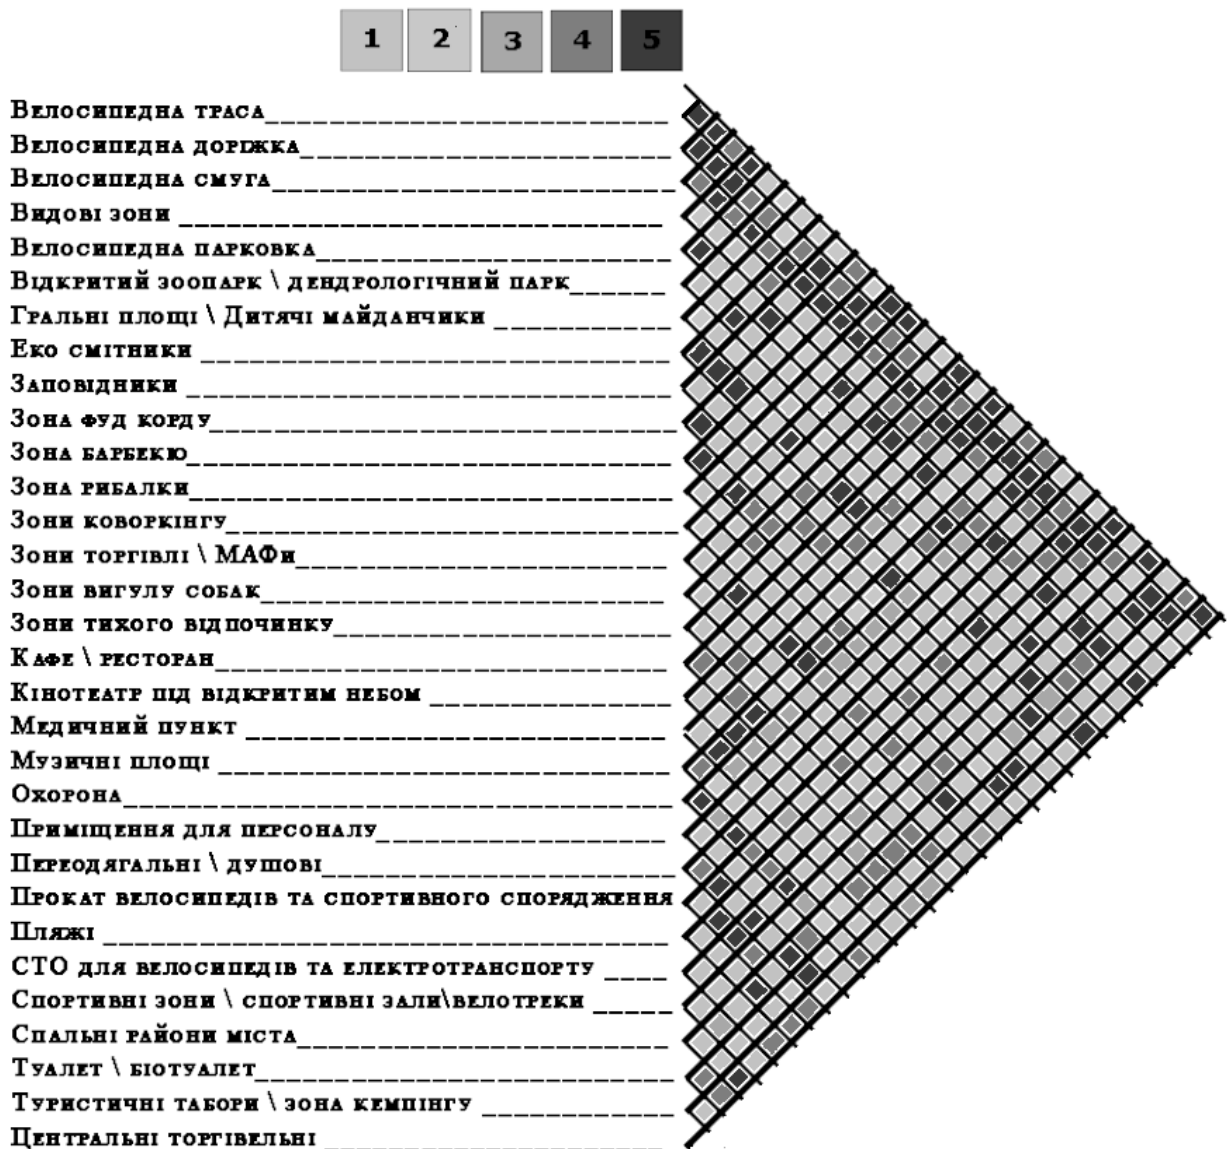 1 2 3 4 5
Велосипедна траса
Велосипедна доріжка
Велосипедна смуга
Видові зони
Велосипедна парковка
Відкритий зоопарк \ дендрологічний парк
Гральні площі \ Дитячі майданчики
Еко смітники
Заповідники
Зона фуд корду
Зона барбекю
Зона рибалки
Зони коворкінгу
Зони торгівлі \ МАФи
Зони вигулу собак
Зони тихого відпочинку
Кафе \ ресторан
Кінотеатр під відкритим небом
Медичний пункт
Музичні площі
Охорона
Приміщення для персоналу
Переодягальні \ душові
Прокат велосипедів та спортивного спорядження
Пляжі
СТО для велосипедів та електротранспорту
Спортивні зони \ спортивні зали\велотреки
Спальні райони міста
Туалет \ біотуалет
Туристичні табори \ зона кемпінгу
Центральні торгівельні